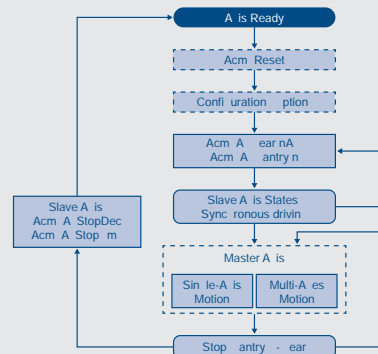 A is Ready
Acm Reset
Confi uration ption
Acm A ear nA
Acm A antry n
Slave A is States
Sync ronous drivin
Slave A is
Acm A StopDec
Acm A Stop m
Master A is
Sin le-A is
Motion
Multi-A es
Motion
Stop antry - ear